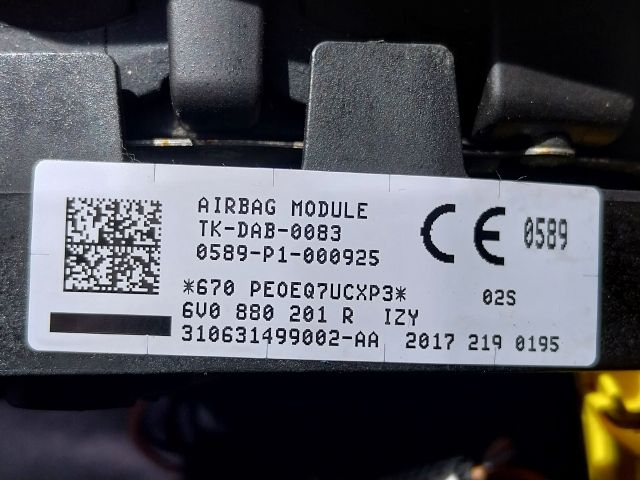 AIRBAG MODULE
TK-DAB-0083
0589-P1-000925
CE 0589
*670 PEOEQ7UCXP3* 02S
6V0 880 201 R IZY
310631499002-AA 2017 219 0195